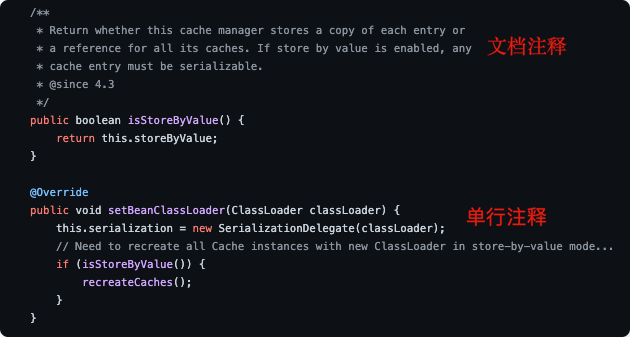 /**
* Return whether this cache manager stores a copy of each entry or
* a reference for all its caches. If store by value is enabled, any
文档注释
* cache entry must be serializable.
* @since 4.3
*/
public boolean isStoreByValue() {
return this.storeByValue;
}
@Override
public void setBeanClassLoader(ClassLoader classLoader) {
单行注释
this.serialization = new SerializationDelegate(classLoader);
// Need to recreate all Cache instances with new ClassLoader in store-by-value mode...
if (isStoreByValue()) {
recreateCaches();
}
}